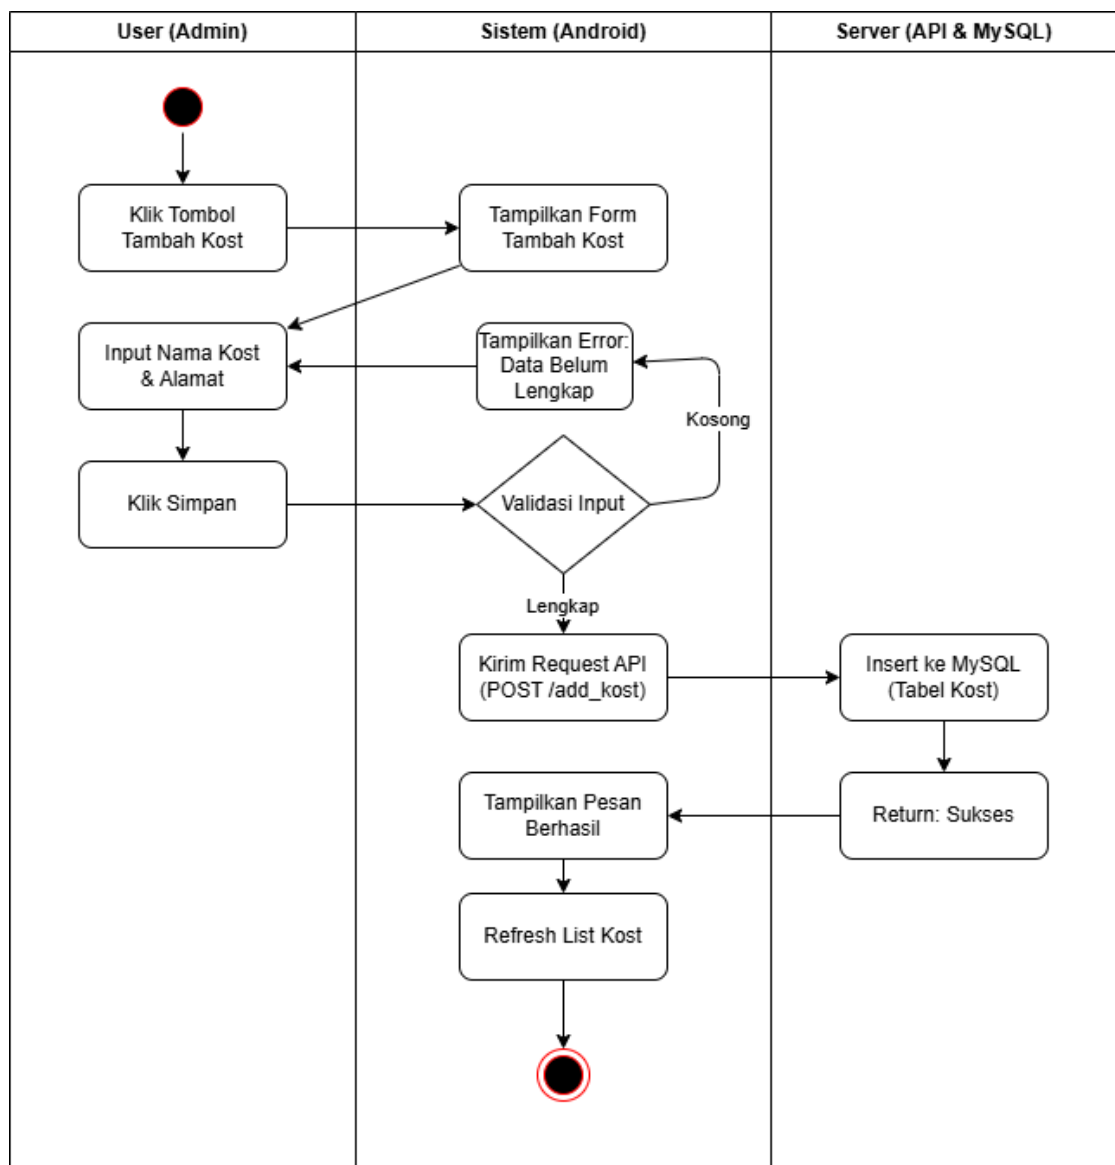 User (Admin)
Sistem (Android)
Server (API & MySQL)
Klik Tombol
Tambah Kost
Tampilkan Form
Tambah Kost
Input Nama Kost
& Alamat
Tampilkan Error:
Data Belum
Lengkap
Kosong
Klik Simpan
Validasi Input
Lengkap
Kirim Request API
(POST /add_kost)
Insert ke MySQL
(Tabel Kost)
Tampilkan Pesan
Berhasil
Return: Sukses
Refresh List Kost